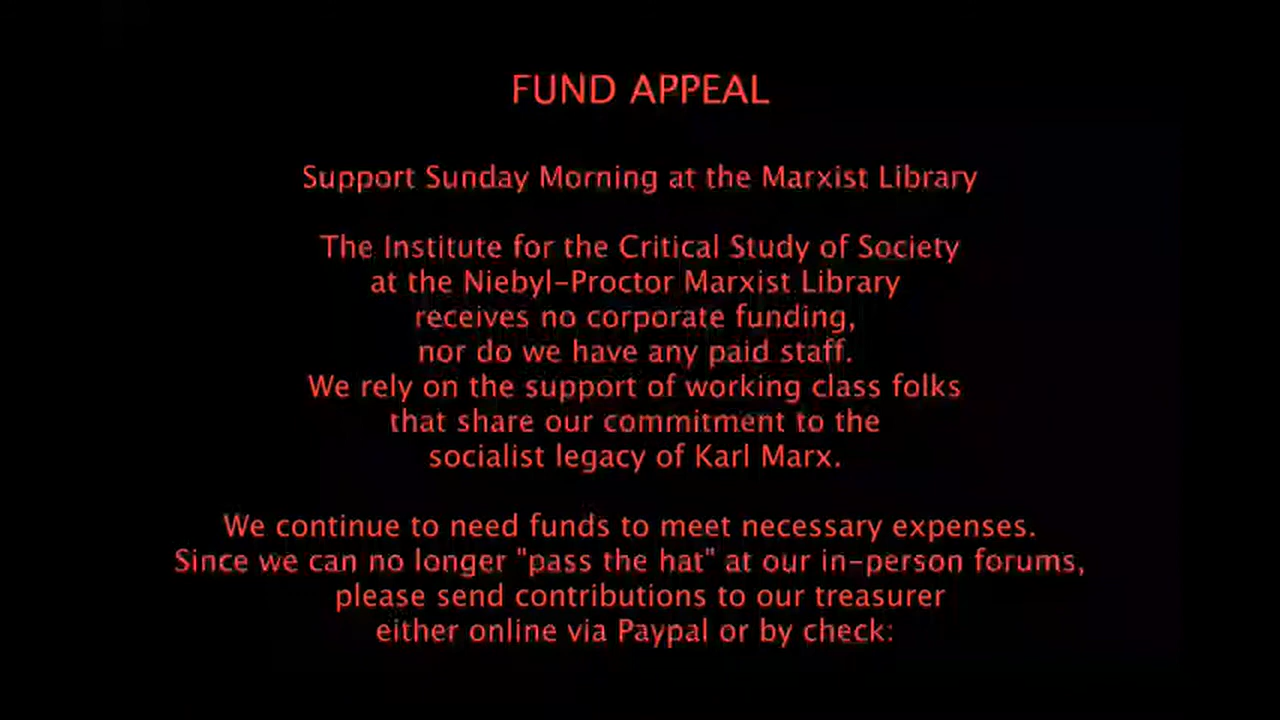 FUND APPEAL
Support Sunday Morning at the Marxist Library
The Institute for the Critical Study of Society
at the Niebyl-Proctor Marxist Library
receives no corporate funding,
nor do we have any paid staff.
We rely on the support of working class folks
that share our commitment to the
socialist legacy of Karl Marx.
We continue to need funds to meet necessary expenses.
Since we can no longer "pass the hat" at our in-person forums,
please send contributions to our treasurer
either online via Paypal or by check: